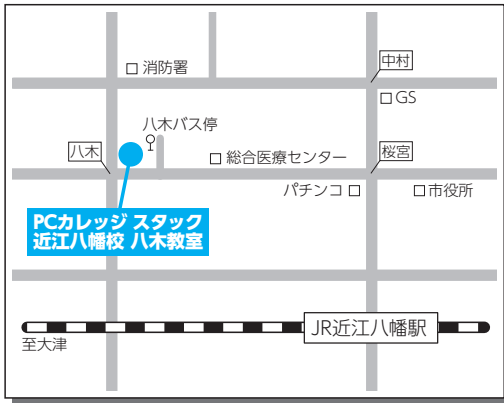 中村
消防署
GS
八木バス停
八木
総合医療センター
桜宮
パチンコ
市役所
PCカレッジ スタック
近江八幡校 八木教室
JR近江八幡駅
至大津